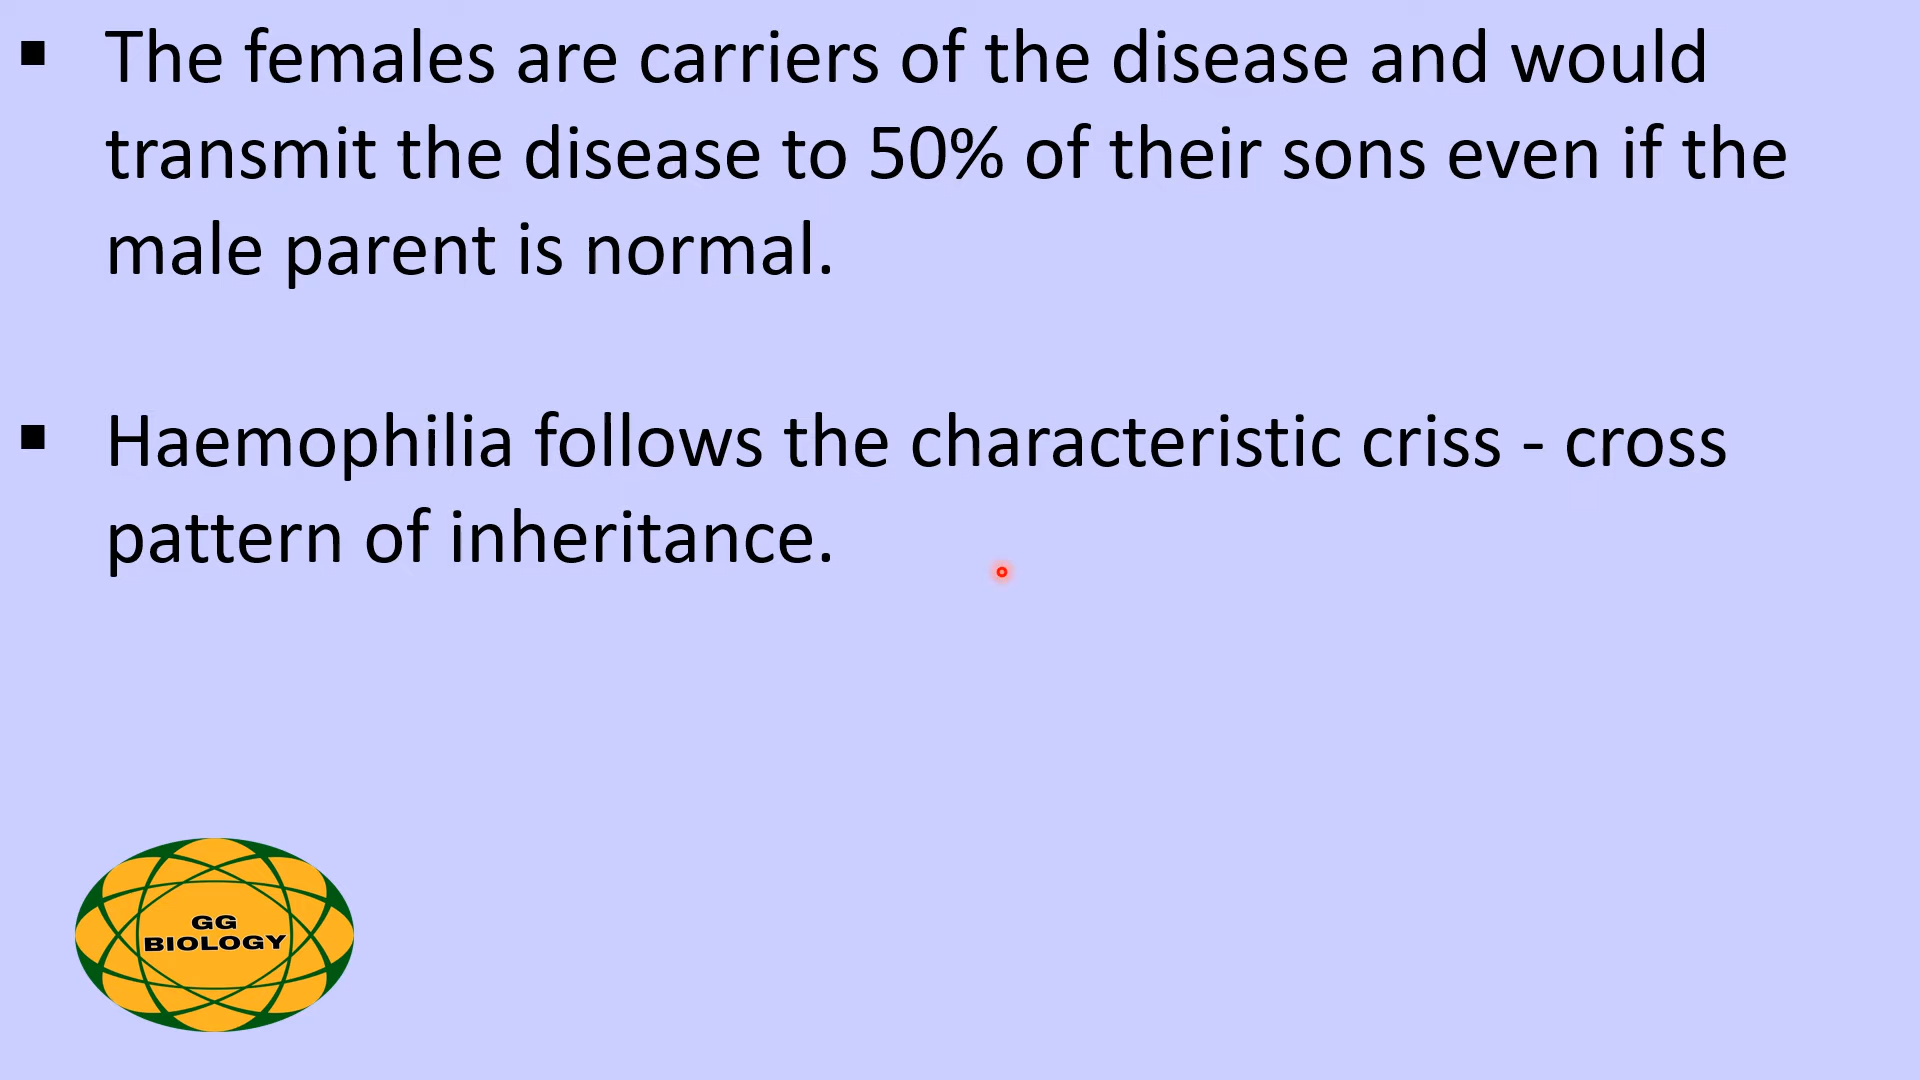 ▪ The females are carriers of the disease and would
transmit the disease to 50% of their sons even if the
male parent is normal.
▪ Haemophilia follows the characteristic criss - cross
pattern of inheritance.
GG
BIOLOGY